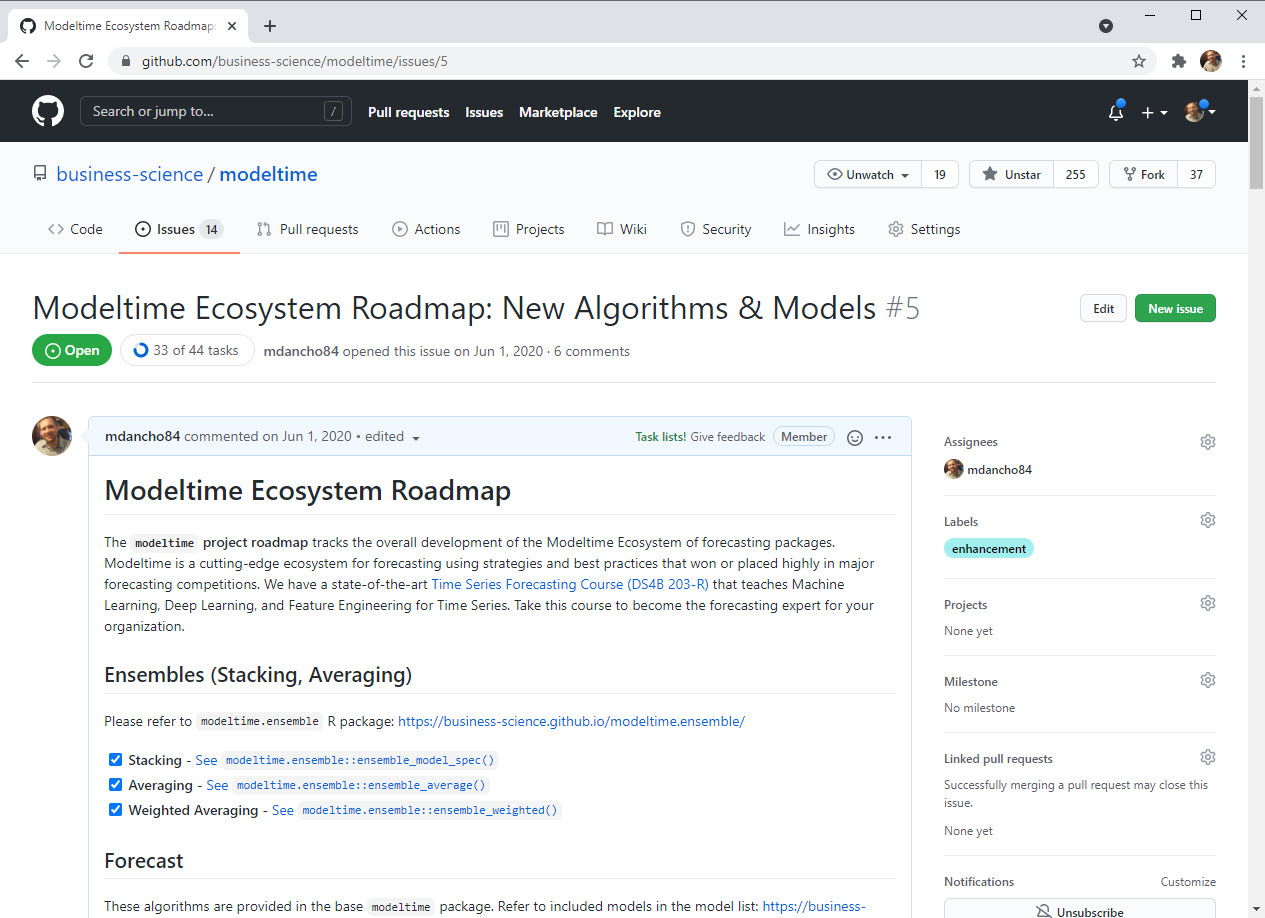 Modeltime Ecosystem Roadmap:
github.com/business-science/modeltime/issues/5
Search or jump to... / Pull requests Issues Marketplace Explore
business-science / modeltime Unwatch 19 Unstar 255 Fork 37
Code Issues 14 Pull requests Actions Projects Wiki Security Insights Settings
Modeltime Ecosystem Roadmap: New Algorithms & Models #5 Edit New issue
Open 33 of 44 tasks mdancho84 opened this issue on Jun 1, 2020 · 6 comments
mdancho84 commented on Jun 1, 2020 • edited Task lists! Give feedback Member
Modeltime Ecosystem Roadmap
The modeltime project roadmap tracks the overall development of the Modeltime Ecosystem of forecasting packages.
Modeltime is a cutting-edge ecosystem for forecasting using strategies and best practices that won or placed highly in major
forecasting competitions. We have a state-of-the-art Time Series Forecasting Course (DS4B 203-R) that teaches Machine
Learning, Deep Learning, and Feature Engineering for Time Series. Take this course to become the forecasting expert for your
organization.
Ensembles (Stacking, Averaging)
Please refer to modeltime.ensemble R package: https://business-science.github.io/modeltime.ensemble/
Stacking - See modeltime.ensemble::ensemble_model_spec()
Averaging - See modeltime.ensemble::ensemble_average()
Weighted Averaging - See modeltime.ensemble::ensemble_weighted()
Forecast
These algorithms are provided in the base modeltime package. Refer to included models in the model list: https://business-
Assignees
mdancho84
Labels
enhancement
Projects
None yet
Milestone
No milestone
Linked pull requests
Successfully merging a pull request may close this
issue.
None yet
Notifications Customize
Unsubscribe